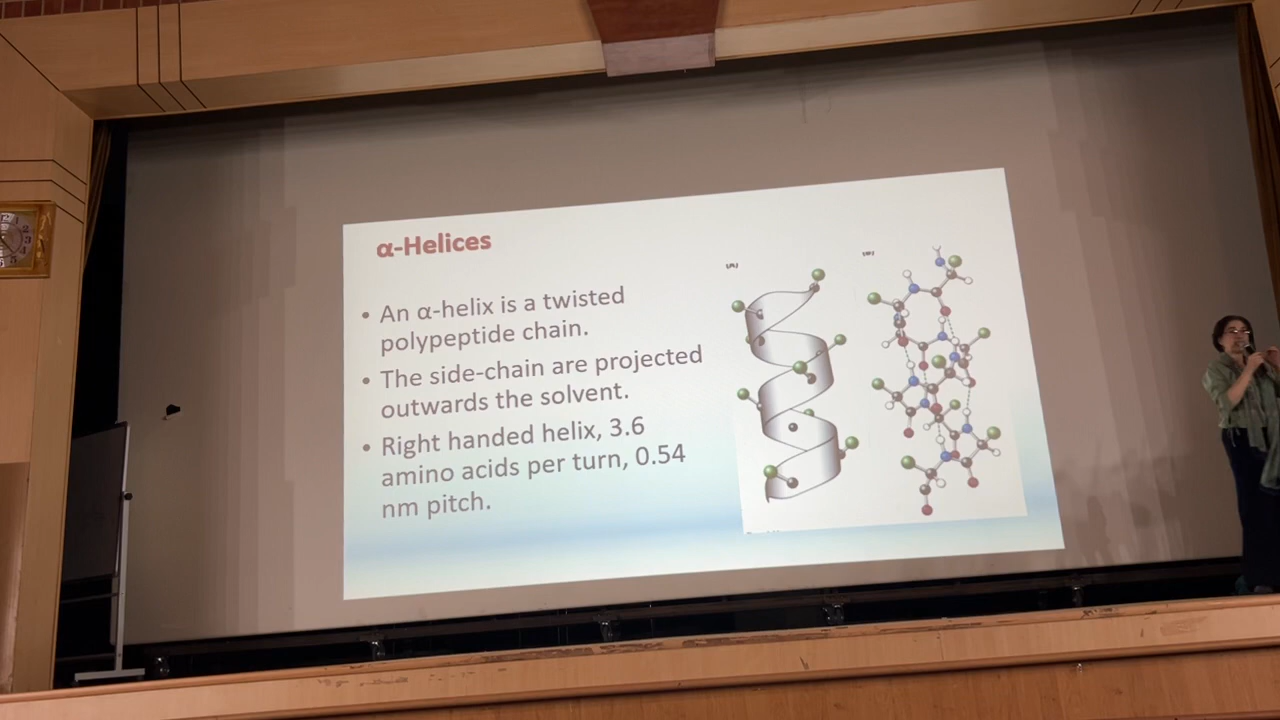 α-Helices
• An α-helix is a twisted
polypeptide chain.
• The side-chain are projected
outwards the solvent.
• Right handed helix, 3.6
amino acids per turn, 0.54
nm pitch.